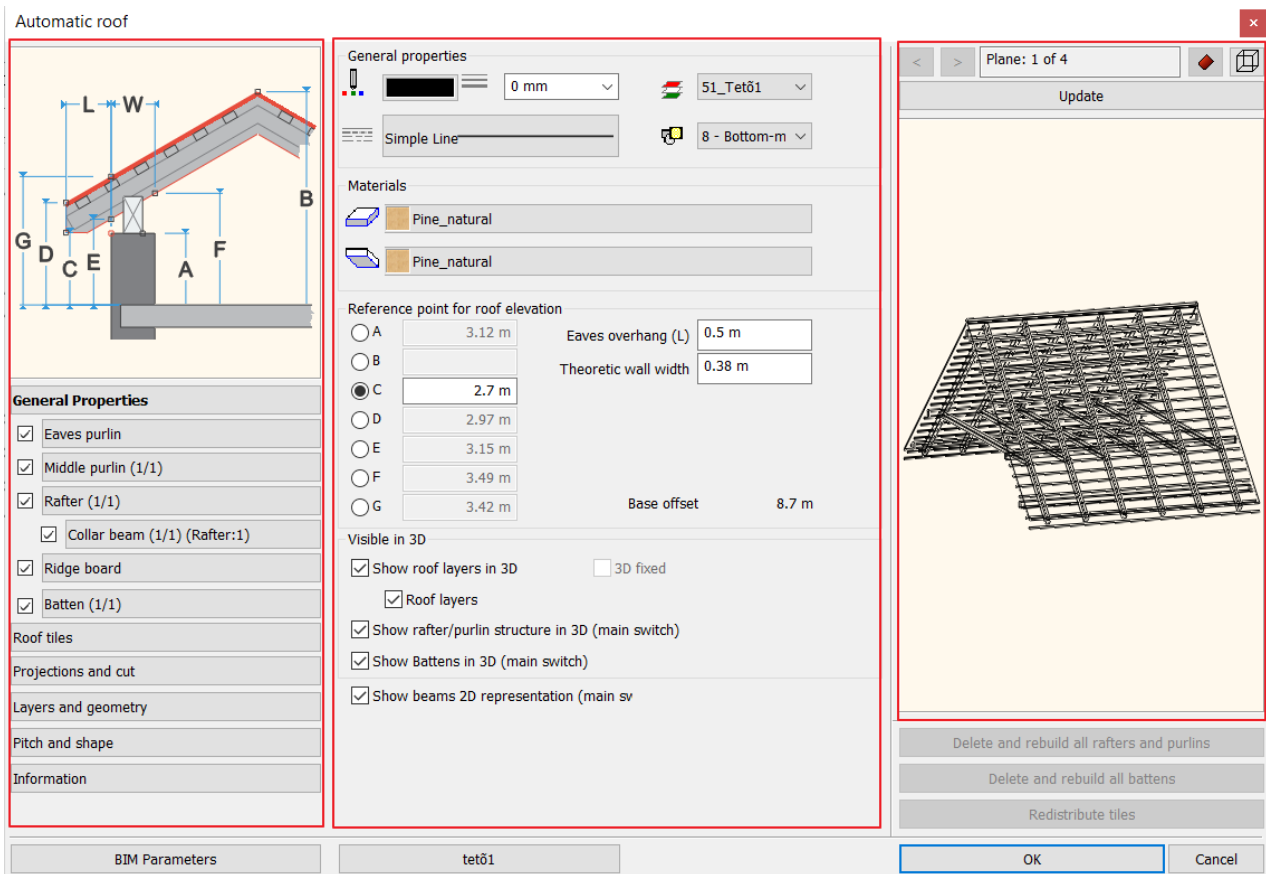 Automatic roof
L
W
B
G
D
C
E
A
F
General Properties
Eaves purlin
Middle purlin (1/1)
Rafter (1/1)
Collar beam (1/1) (Rafter:1)
Ridge board
Batten (1/1)
Roof tiles
Projections and cut
Layers and geometry
Pitch and shape
Information
General properties
0 mm
51_Tetõ1
Simple Line
8 - Bottom-m
Materials
Pine_natural
Pine_natural
Reference point for roof elevation
A 3.12 m Eaves overhang (L) 0.5 m
B Theoretic wall width 0.38 m
C 2.7 m
D 2.97 m
E 3.15 m
F 3.49 m
G 3.42 m Base offset 8.7 m
Visible in 3D
Show roof layers in 3D 3D fixed
Roof layers
Show rafter/purlin structure in 3D (main switch)
Show Battens in 3D (main switch)
Show beams 2D representation (main sw
< > Plane: 1 of 4
Update
Delete and rebuild all rafters and purlins
Delete and rebuild all battens
Redistribute tiles
BIM Parameters tetõ1 OK Cancel